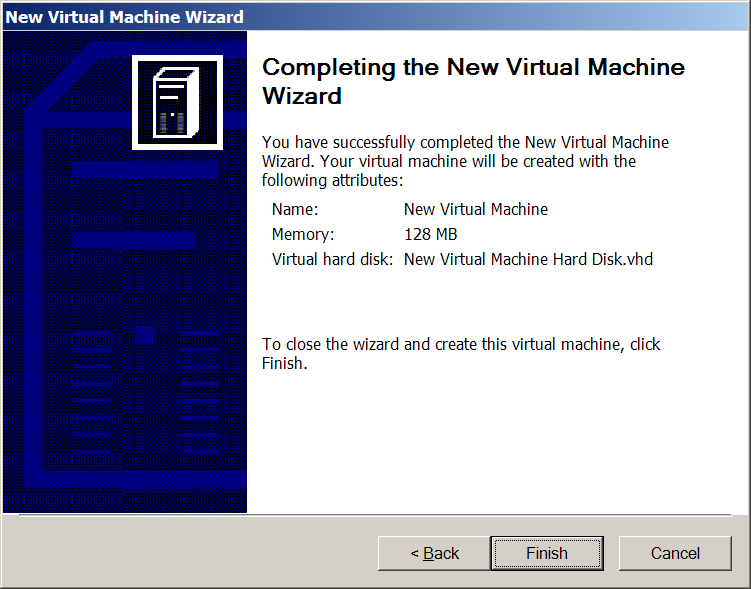 New Virtual Machine Wizard
Completing the New Virtual Machine
Wizard
You have successfully completed the New Virtual Machine
Wizard. Your virtual machine will be created with the
following attributes:
Name: New Virtual Machine
Memory: 128 MB
Virtual hard disk: New Virtual Machine Hard Disk.vhd
To close the wizard and create this virtual machine, click
Finish.
< Back Finish Cancel